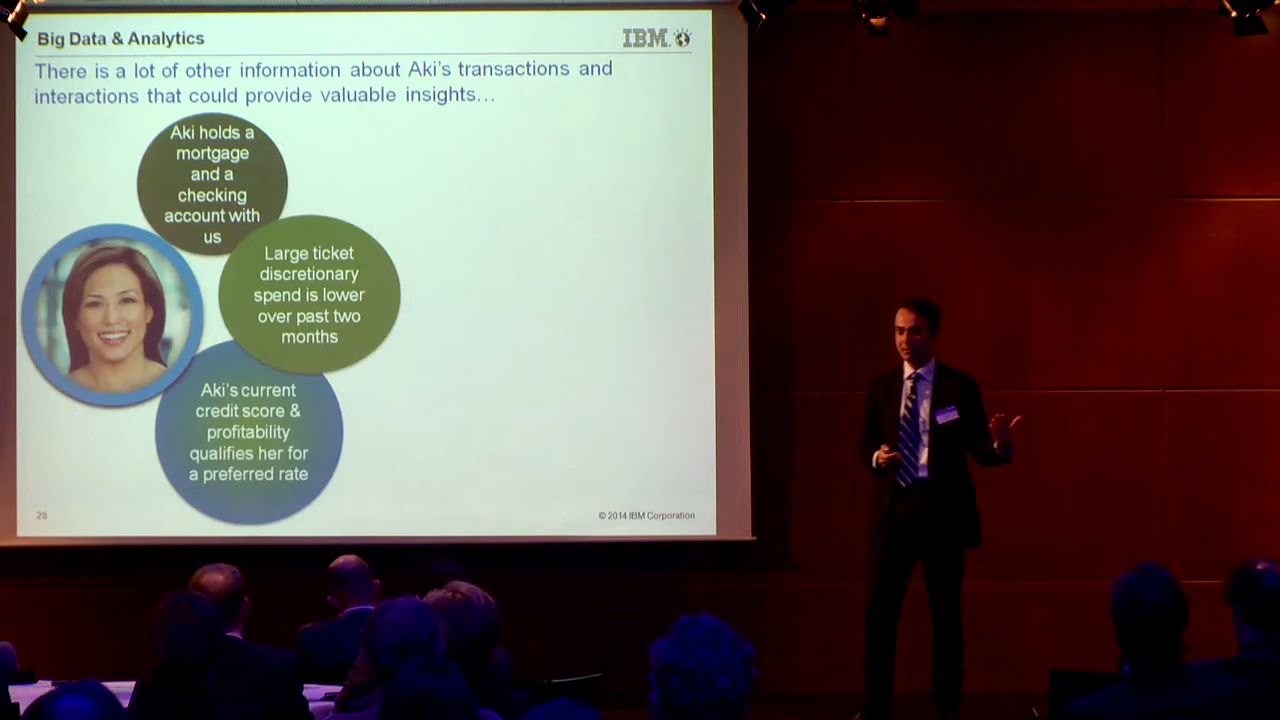 Big Data & Analytics
IBM
There is a lot of other information about Aki's transactions and
interactions that could provide valuable insights...
Aki holds a
mortgage
and a
checking
account with
us
Large ticket
discretionary
spend is lower
over past two
months
Aki's current
credit score &
profitability
qualifies her for
a preferred rate
28
© 2014 IBM Corporation